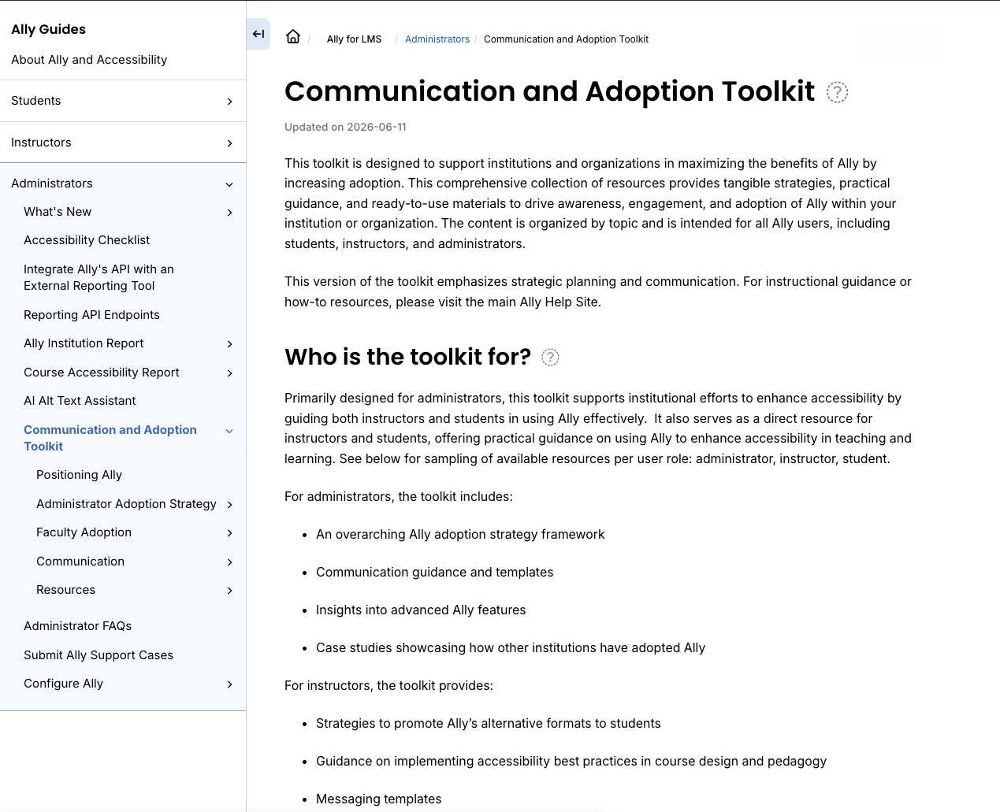 Ally Guides
About Ally and Accessibility
Students
Instructors
Administrators
What's New
Accessibility Checklist
Integrate Ally's API with an
External Reporting Tool
Reporting API Endpoints
Ally Institution Report
Course Accessibility Report
AI Alt Text Assistant
Communication and Adoption
Toolkit
Positioning Ally
Administrator Adoption Strategy
Faculty Adoption
Communication
Resources
Administrator FAQs
Submit Ally Support Cases
Configure Ally
/ Ally for LMS / Administrators / Communication and Adoption Toolkit
Communication and Adoption Toolkit ?
Updated on 2026-06-11
This toolkit is designed to support institutions and organizations in maximizing the benefits of Ally by
increasing adoption. This comprehensive collection of resources provides tangible strategies, practical
guidance, and ready-to-use materials to drive awareness, engagement, and adoption of Ally within your
institution or organization. The content is organized by topic and is intended for all Ally users, including
students, instructors, and administrators.
This version of the toolkit emphasizes strategic planning and communication. For instructional guidance or
how-to resources, please visit the main Ally Help Site.
Who is the toolkit for? ?
Primarily designed for administrators, this toolkit supports institutional efforts to enhance accessibility by
guiding both instructors and students in using Ally effectively.  It also serves as a direct resource for
instructors and students, offering practical guidance on using Ally to enhance accessibility in teaching and
learning. See below for sampling of available resources per user role: administrator, instructor, student.
For administrators, the toolkit includes:
• An overarching Ally adoption strategy framework
• Communication guidance and templates
• Insights into advanced Ally features
• Case studies showcasing how other institutions have adopted Ally
For instructors, the toolkit provides:
• Strategies to promote Ally’s alternative formats to students
• Guidance on implementing accessibility best practices in course design and pedagogy
• Messaging templates